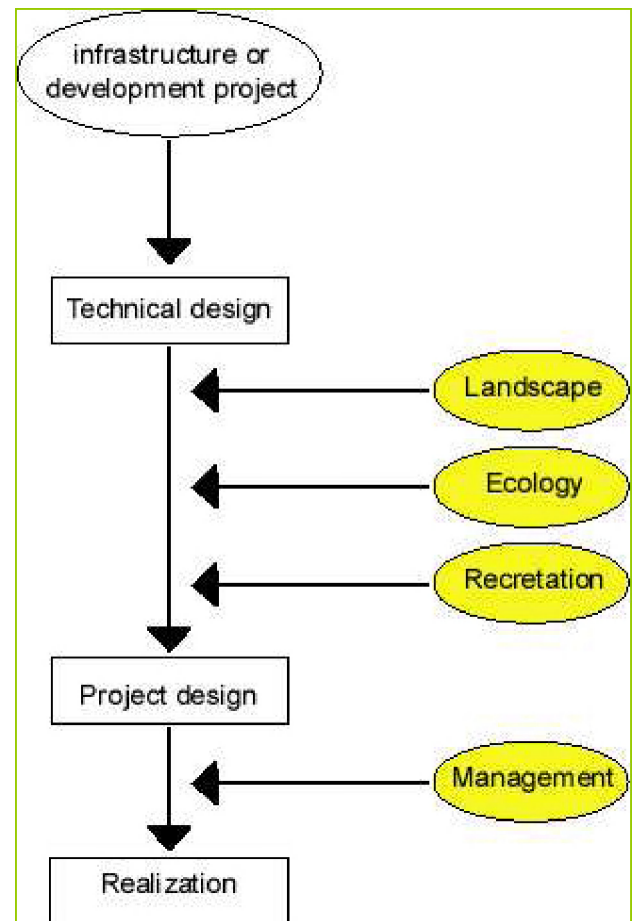 infrastructure or
development project
Technical design
Landscape
Ecology
Recretation
Project design
Management
Realization